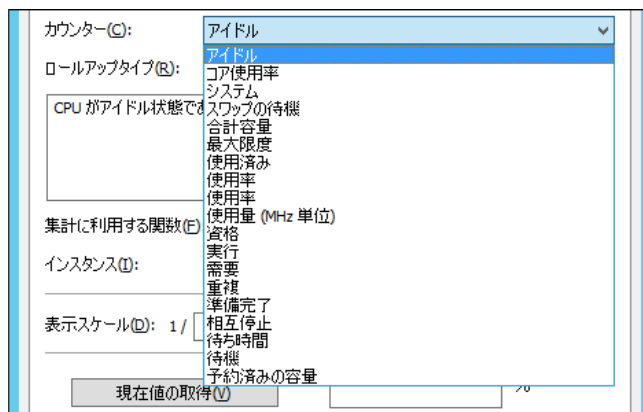 カウンター(C):
アイドル
ロールアップタイプ(R):
アイドル
コア使用率
システム
CPU がアイドル状態であ
スワップの待機
合計容量
最大限度
使用済み
使用率
使用率
使用量 (MHz 単位)
集計に利用する関数(F)
資格
実行
インスタンス(I):
需要
重複
準備完了
表示スケール(D): 1 /
相互停止
待ち時間
待機
予約済みの容量
現在値の取得(V)
%